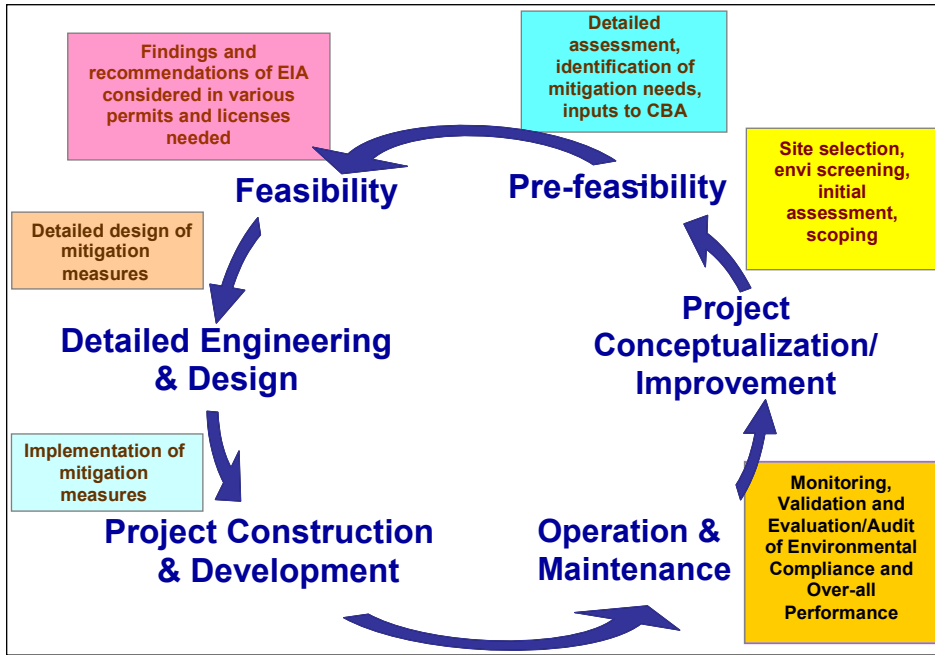 Findings and
recommendations of EIA
considered in various
permits and licenses
needed
Detailed
assessment,
identification of
mitigation needs,
inputs to CBA
Site selection,
envi screening,
initial
assessment,
scoping
Feasibility
Pre-feasibility
Detailed design of
mitigation
measures
Project
Conceptualization/
Improvement
Detailed Engineering
& Design
Implementation of
mitigation
measures
Project Construction
& Development
Operation &
Maintenance
Monitoring,
Validation and
Evaluation/Audit
of Environmental
Compliance and
Over-all
Performance